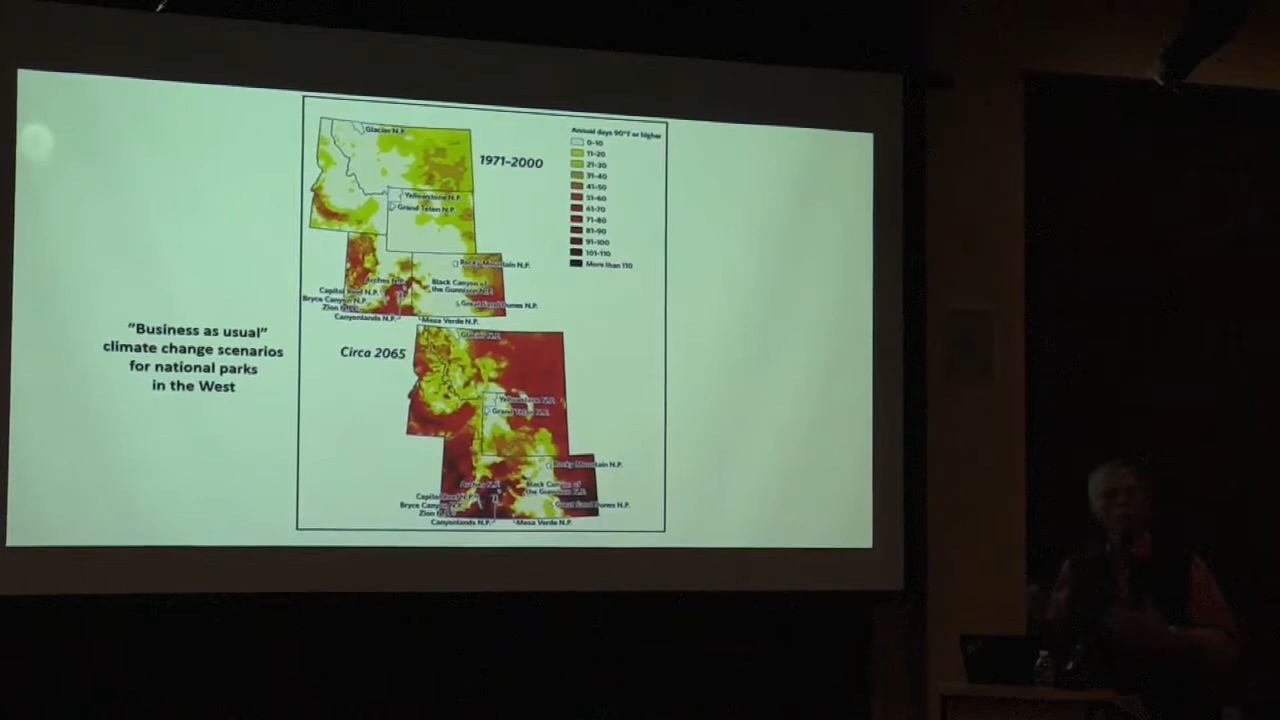 "Business as usual"
climate change scenarios
for national parks
in the West
Glacier N.P.
1971-2000
Yellowstone N.P.
Grand Teton N.P.
Rocky Mountain N.P.
Arches N.P.
Black Canyon of
the Gunnison N.P.
Capitol Reef N.P.
Bryce Canyon N.P.
Great Sand Dunes N.P.
Zion
Canyonlands N.P.
Mesa Verde N.P.
Annual days 90°F or higher
0-10
11-20
21-30
31-40
41-50
51-60
61-70
71-80
81-90
91-100
101-110
More than 110
Circa 2065
Glacier N.P.
Yellowstone N.P.
Grand Teton N.P.
Rocky Mountain N.P.
Arches N.P.
Black Canyon of
the Gunnison N.P.
Capitol Reef N.P.
Bryce Canyon N.P.
Great Sand Dunes N.P.
Zion
Canyonlands N.P.
Mesa Verde N.P.